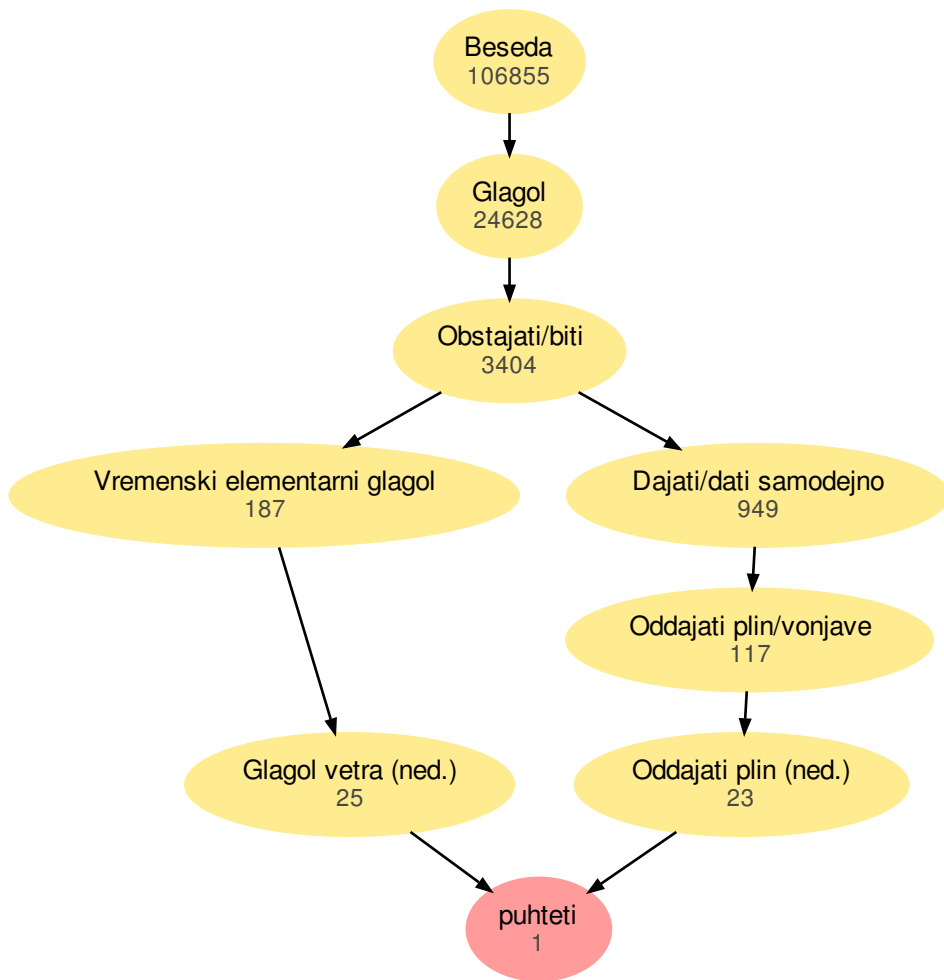 Beseda
106855
Glagol
24628
Obstajati/biti
3404
Vremenski elementarni glagol
187
Dajati/dati samodejno
949
Oddajati plin/vonjave
117
Glagol vetra (ned.)
25
Oddajati plin (ned.)
23
puhteti
1